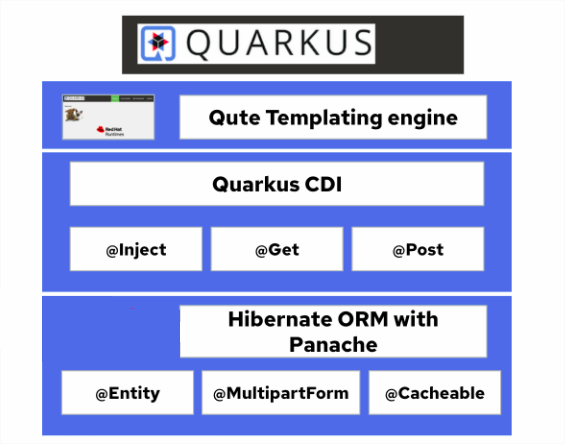 QUARKUS
Red Hat
Runtimes
Qute Templating engine
Quarkus CDI
@Inject
@Get
@Post
Hibernate ORM with
Panache
@Entity
@MultipartForm
@Cacheable